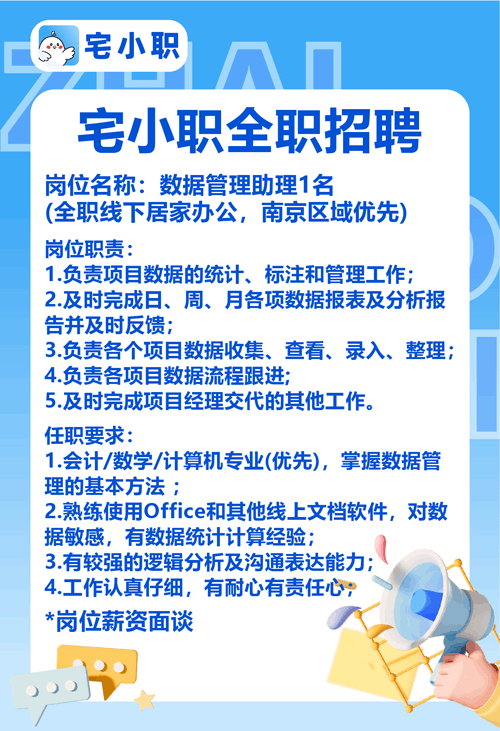 宅小职
ZHAI
宅小职全职招聘
岗位名称：数据管理助理1名
(全职线下居家办公，南京区域优先)
岗位职责：
1.负责项目数据的统计、标注和管理工作；
2.及时完成日、周、月各项数据报表及分析报
告并及时反馈；
3.负责各个项目数据收集、查看、录入、整理；
4.负责各项目数据流程跟进；
5.及时完成项目经理交代的其他工作。
任职要求：
1.会计/数学/计算机专业(优先)，掌握数据管
理的基本方法 ；
2.熟练使用Office和其他线上文档软件，对数
据敏感，有数据统计计算经验；
3.有较强的逻辑分析及沟通表达能力；
4.工作认真仔细，有耐心有责任心；
*岗位薪资面谈